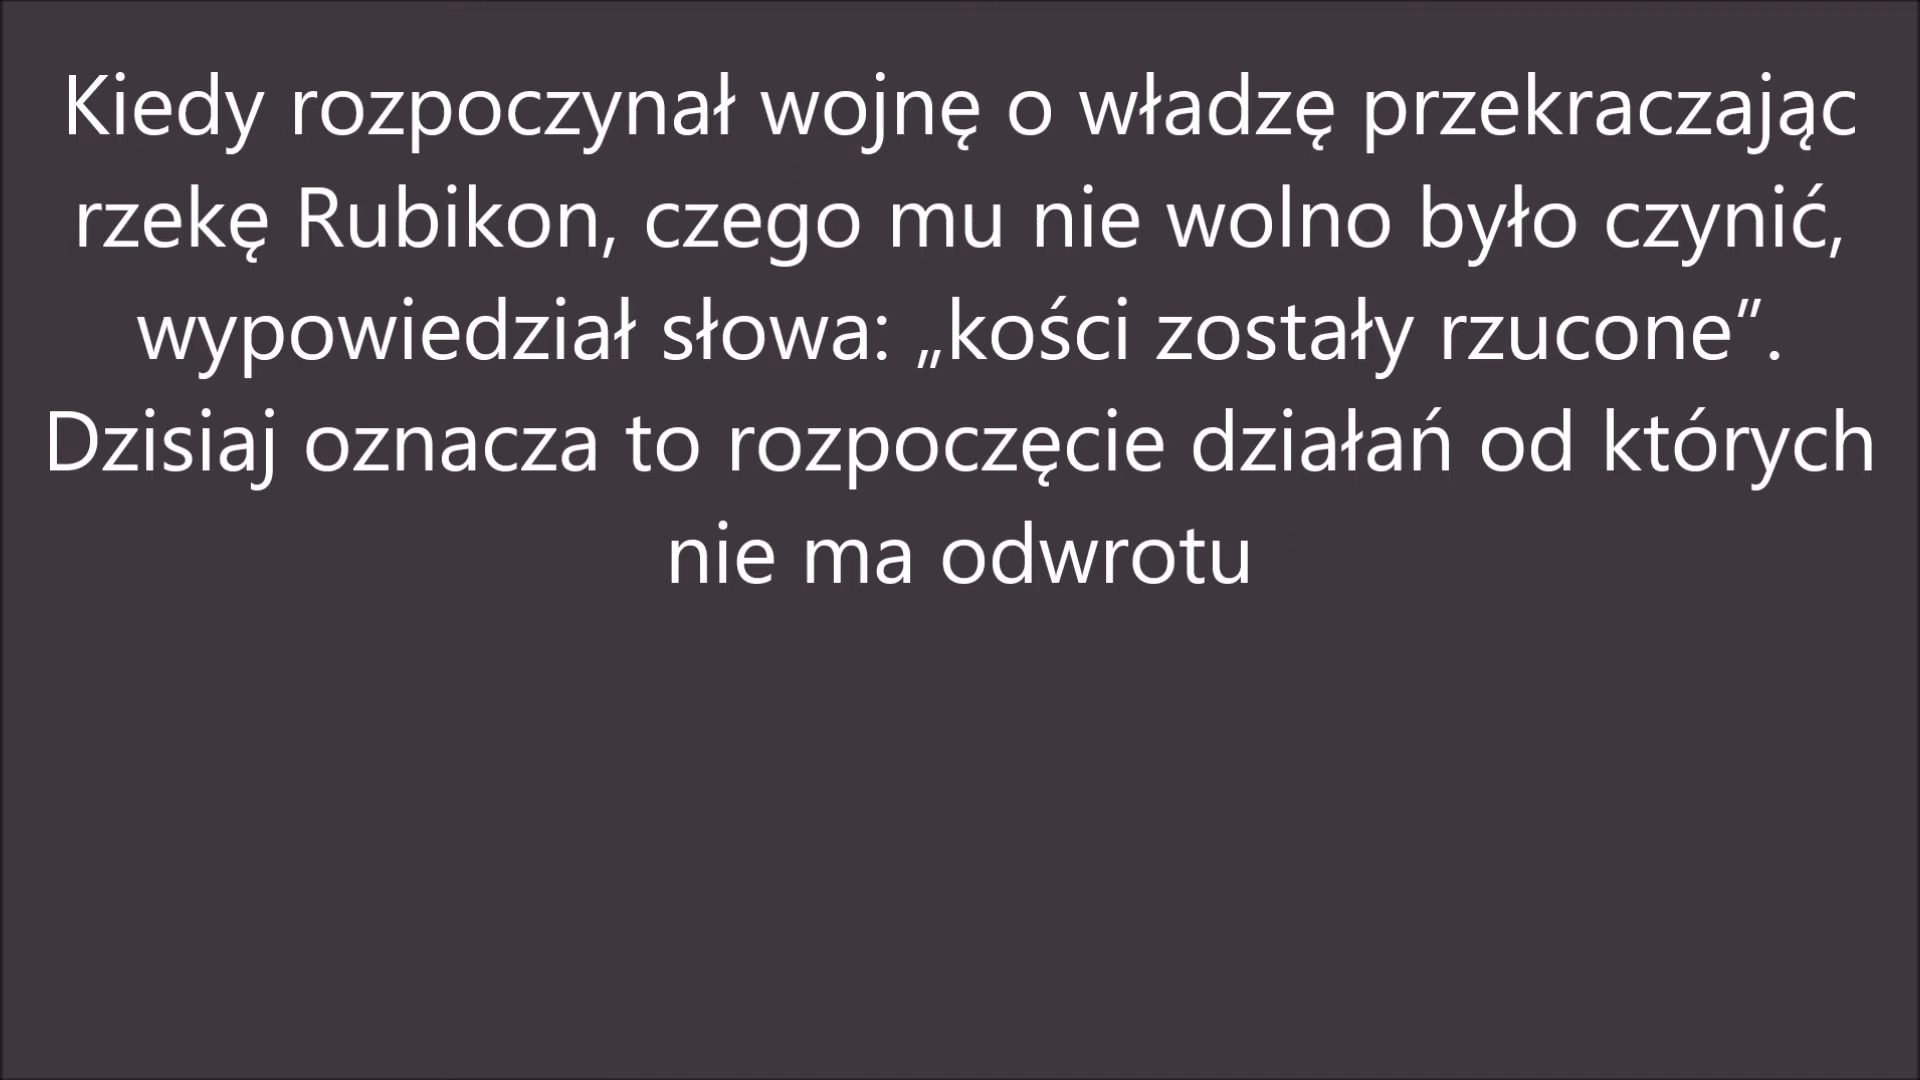 Kiedy rozpoczynał wojnę o władzę przekraczając
rzekę Rubikon, czego mu nie wolno było czynić,
wypowiedział słowa: „kości zostały rzucone”.
Dzisiaj oznacza to rozpoczęcie działań od których
nie ma odwrotu